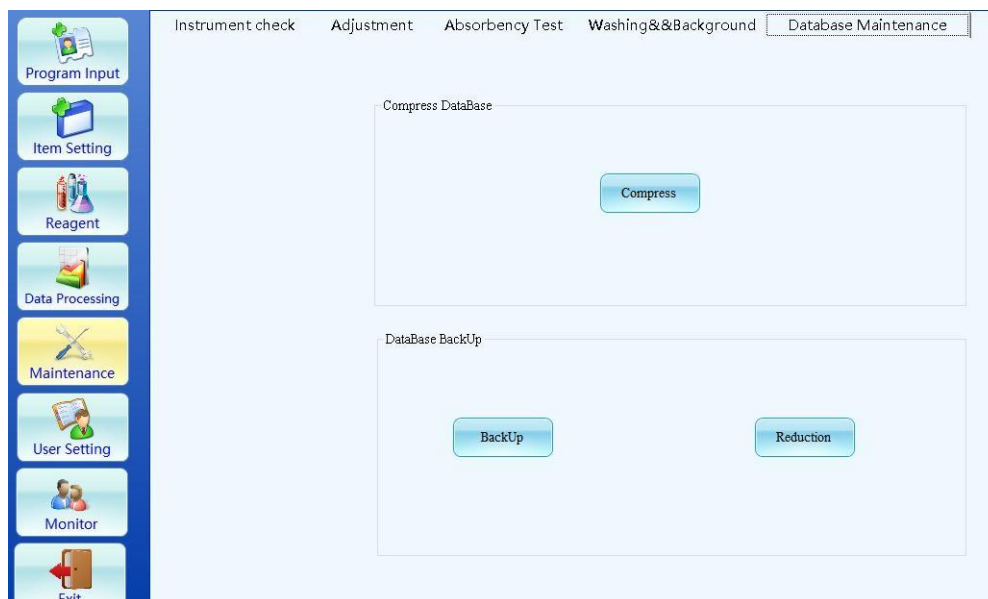 Instrument check Adjustment Absorbency Test Washing&&Background Database Maintenance
Program Input
Item Setting
Reagent
Data Processing
Maintenance
User Setting
Monitor
Exit
Compress DataBase
Compress
DataBase BackUp
BackUp Reduction